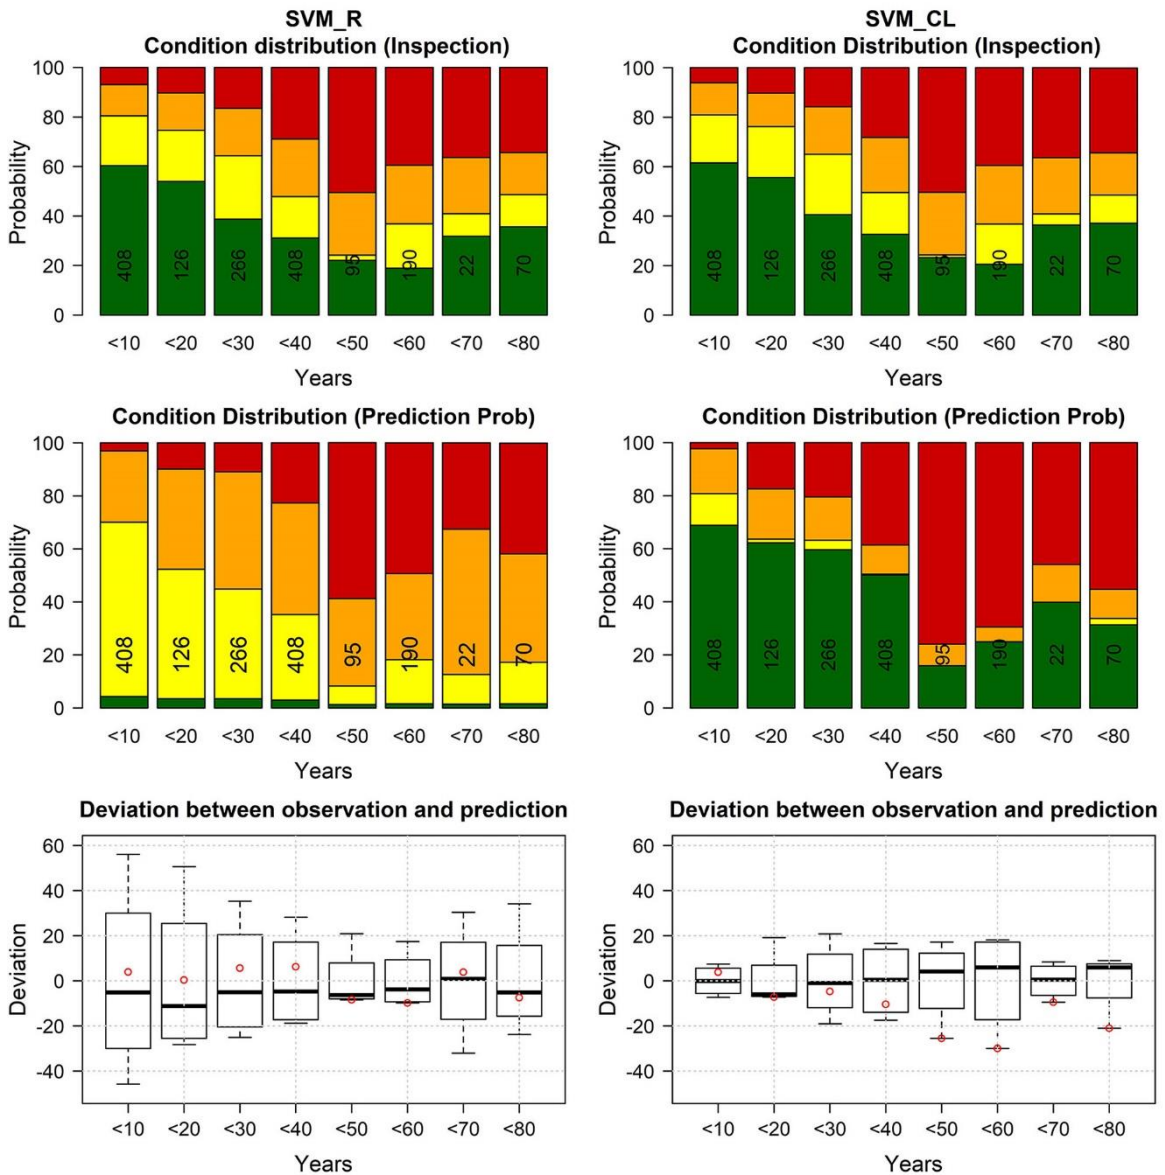 SVM_R
Condition distribution (Inspection)
Probability
100
80
60
40
20
0
408 126 266 408 95 190 22 70
<10 <20 <30 <40 <50 <60 <70 <80
Years
SVM_CL
Condition Distribution (Inspection)
Probability
100
80
60
40
20
0
408 126 266 408 95 190 22 70
<10 <20 <30 <40 <50 <60 <70 <80
Years
Condition Distribution (Prediction Prob)
Probability
100
80
60
40
20
0
408 126 266 408 95 190 22 70
<10 <20 <30 <40 <50 <60 <70 <80
Years
Condition Distribution (Prediction Prob)
Probability
100
80
60
40
20
0
408 126 266 408 95 190 22 70
<10 <20 <30 <40 <50 <60 <70 <80
Years
Deviation between observation and prediction
Deviation
60
40
20
0
-20
-40
<10 <20 <30 <40 <50 <60 <70 <80
Years
Deviation between observation and prediction
Deviation
60
40
20
0
-20
-40
<10 <20 <30 <40 <50 <60 <70 <80
Years